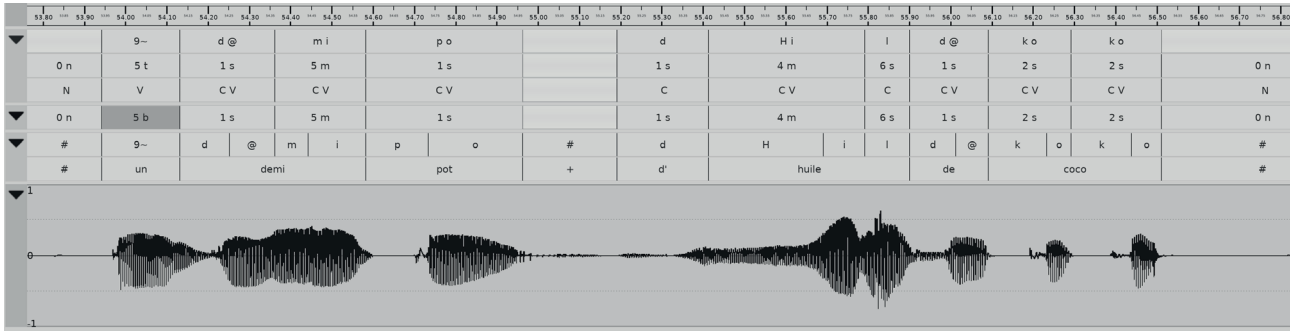 53.80 53.90 54.00 54.10 54.20 54.30 54.40 54.50 54.60 54.70 54.80 54.90 55.00 55.10 55.20 55.30 55.40 55.50 55.60 55.70 55.80 55.90 56.00 56.10 56.20 56.30 56.40 56.50 56.60 56.70 56.80
9~ d @ m i p o d H i l d @ k o k o
0 n 5 t 1 s 5 m 1 s 1 s 4 m 6 s 1 s 2 s 2 s 0 n
N V C V C V C V C C V C C V C V C V N
0 n 5 b 1 s 5 m 1 s 1 s 4 m 6 s 1 s 2 s 2 s 0 n
# 9~ d @ m i p o # d H i l d @ k o k o #
# un demi pot + d' huile de coco #
1
0
-1